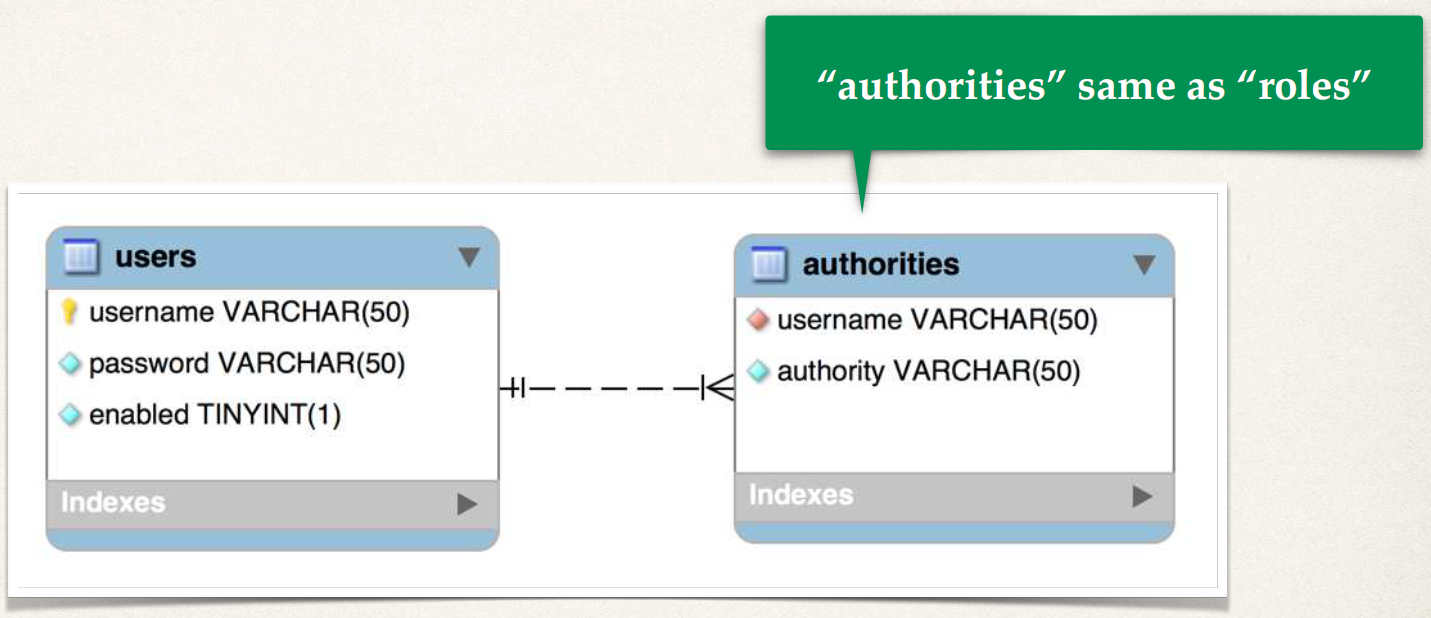 “authorities” same as “roles”
users
username VARCHAR(50)
password VARCHAR(50)
enabled TINYINT(1)
Indexes
authorities
username VARCHAR(50)
authority VARCHAR(50)
Indexes